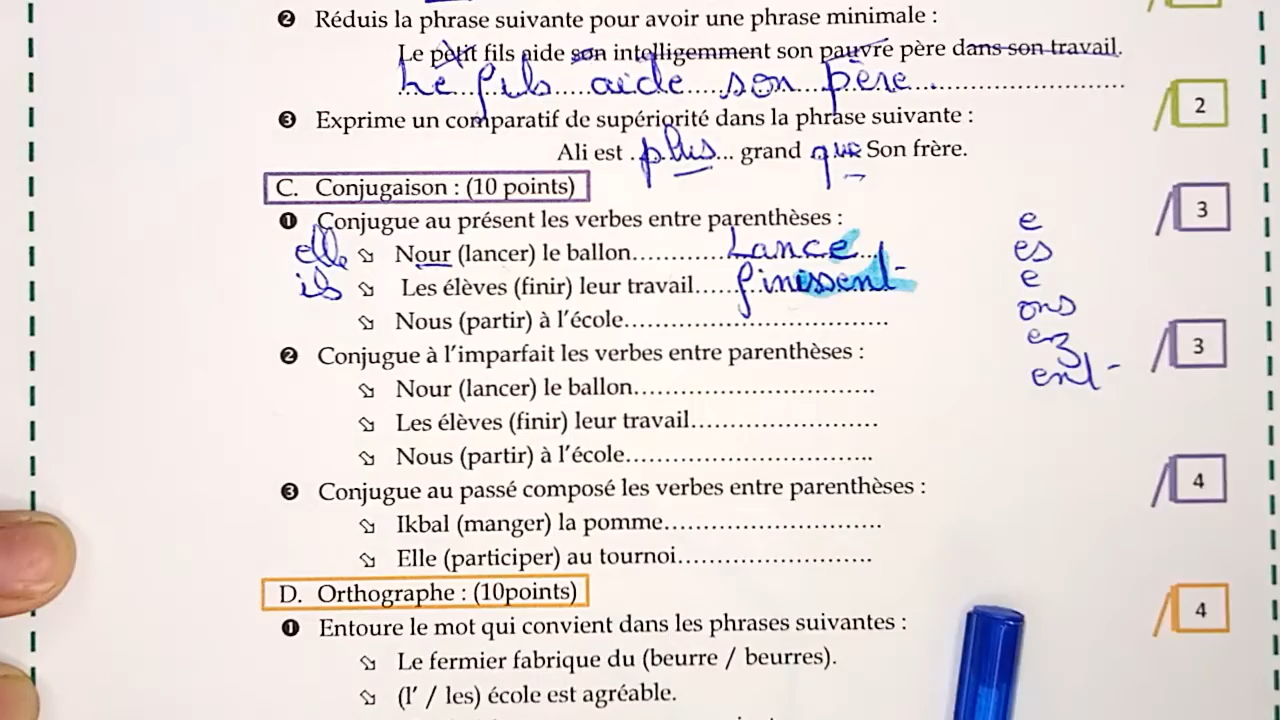 ❷ Réduis la phrase suivante pour avoir une phrase minimale :
Le petit fils aide son intelligemment son pauvre père dans son travail.
Le fils aide son père
2
❸ Exprime un comparatif de supériorité dans la phrase suivante :
Ali est plus grand que Son frère.
C. Conjugaison : (10 points)
3
❶ Conjugue au présent les verbes entre parenthèses :
e
elle Nour (lancer) le ballon............Lance...
es
ils Les élèves (finir) leur travail.....finissent
e
Nous (partir) à l'école.......................................
ons
❷ Conjugue à l'imparfait les verbes entre parenthèses :
ez
3
ent
Nour (lancer) le ballon...................................
Les élèves (finir) leur travail...........................
Nous (partir) à l'école.....................................
❸ Conjugue au passé composé les verbes entre parenthèses :
4
Ikbal (manger) la pomme................................
Elle (participer) au tournoi............................
D. Orthographe : (10points)
4
❶ Entoure le mot qui convient dans les phrases suivantes :
Le fermier fabrique du (beurre / beurres).
(l' / les) école est agréable.